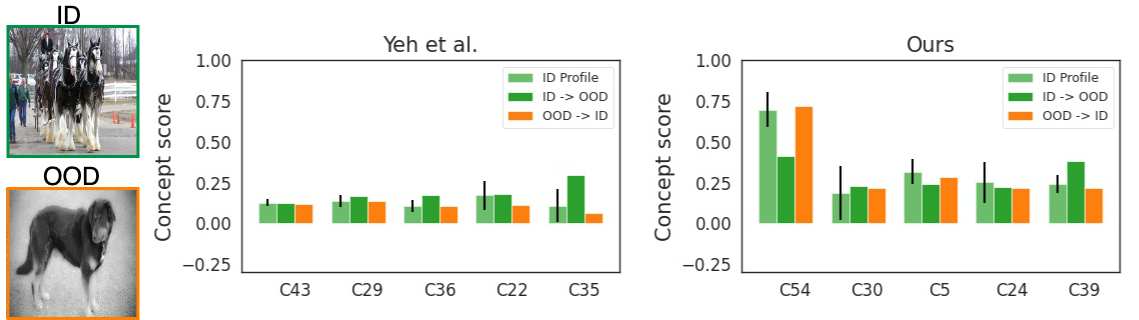 ID
OOD
Yeh et al.
Concept score
1.00
0.75
0.50
0.25
0.00
−0.25
ID Profile
ID -> OOD
OOD -> ID
C43 C29 C36 C22 C35
Ours
Concept score
1.00
0.75
0.50
0.25
0.00
−0.25
ID Profile
ID -> OOD
OOD -> ID
C54 C30 C5 C24 C39